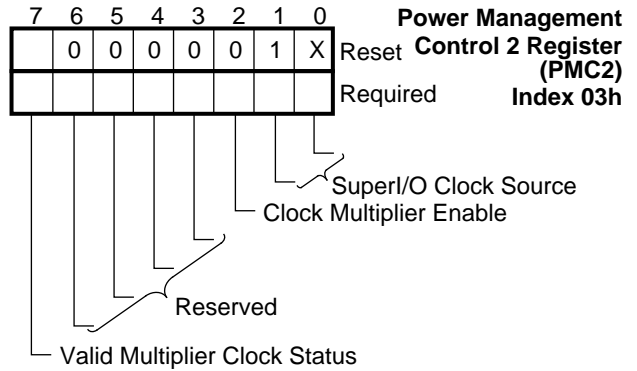 7 6 5 4 3 2 1 0
Power Management
0 0 0 0 0 1 X Reset
Control 2 Register
(PMC2)
Required
Index 03h
SuperI/O Clock Source
Clock Multiplier Enable
Reserved
Valid Multiplier Clock Status